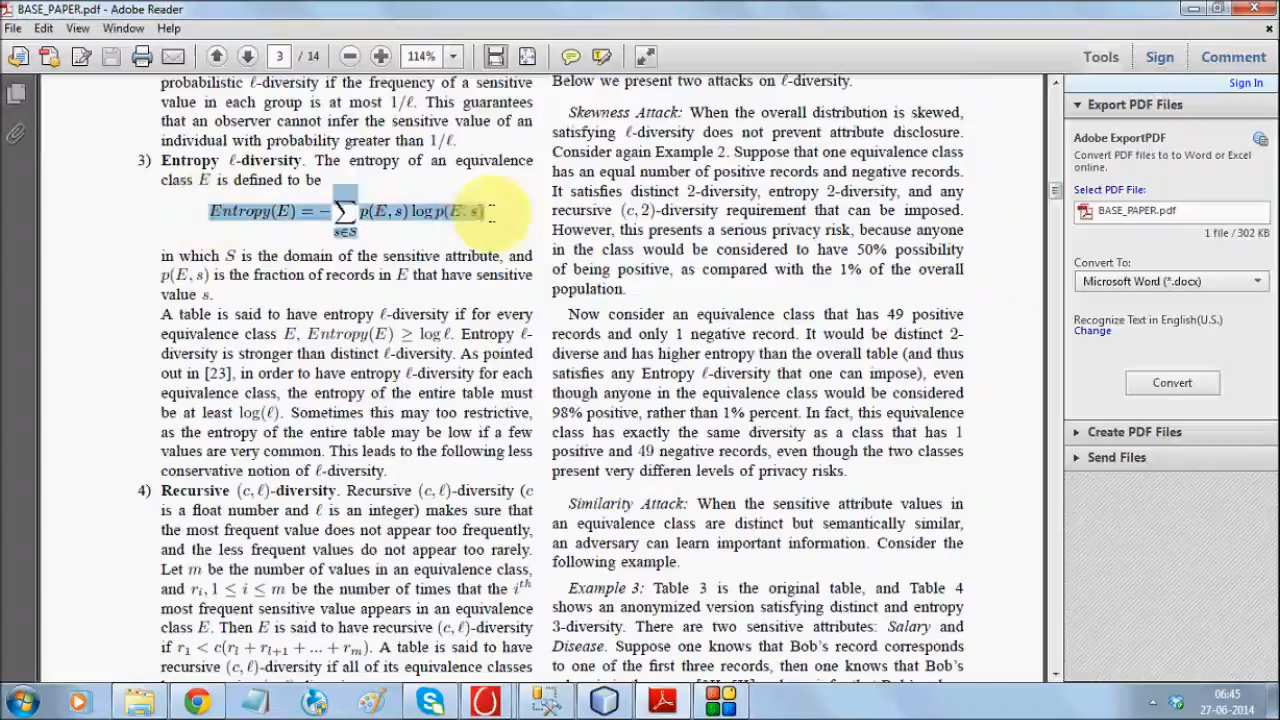 BASE_PAPER.pdf - Adobe Reader
File Edit View Window Help
3 / 14 114% Tools Sign Comment
Sign In
Export PDF Files
Adobe ExportPDF
Convert PDF files to to Word or Excel
online.
Select PDF File:
BASE_PAPER.pdf
1 file / 302 KB
Convert To:
Microsoft Word (*.docx)
Recognize Text in English(U.S.)
Change
Convert
Create PDF Files
Send Files
probabilistic ℓ-diversity if the frequency of a sensitive
value in each group is at most 1/ℓ. This guarantees
that an observer cannot infer the sensitive value of an
individual with probability greater than 1/ℓ.
3) Entropy ℓ-diversity. The entropy of an equivalence
class E is defined to be
Entropy(E) = − ∑ s∈S p(E, s) log p(E, s)
in which S is the domain of the sensitive attribute, and
p(E, s) is the fraction of records in E that have sensitive
value s.
A table is said to have entropy ℓ-diversity if for every
equivalence class E, Entropy(E) ≥ log ℓ. Entropy ℓ-
diversity is stronger than distinct ℓ-diversity. As pointed
out in [23], in order to have entropy ℓ-diversity for each
equivalence class, the entropy of the entire table must
be at least log(ℓ). Sometimes this may too restrictive,
as the entropy of the entire table may be low if a few
values are very common. This leads to the following less
conservative notion of ℓ-diversity.
4) Recursive (c, ℓ)-diversity. Recursive (c, ℓ)-diversity (c
is a float number and ℓ is an integer) makes sure that
the most frequent value does not appear too frequently,
and the less frequent values do not appear too rarely.
Let m be the number of values in an equivalence class,
and rᵢ, 1 ≤ i ≤ m be the number of times that the iᵗʰ
most frequent sensitive value appears in an equivalence
class E. Then E is said to have recursive (c, ℓ)-diversity
if r₁ < c(rₗ + rₗ₊₁ + ... + rₘ). A table is said to have
recursive (c, ℓ)-diversity if all of its equivalence classes
Below we present two attacks on ℓ-diversity.
Skewness Attack: When the overall distribution is skewed,
satisfying ℓ-diversity does not prevent attribute disclosure.
Consider again Example 2. Suppose that one equivalence class
has an equal number of positive records and negative records.
It satisfies distinct 2-diversity, entropy 2-diversity, and any
recursive (c, 2)-diversity requirement that can be imposed.
However, this presents a serious privacy risk, because anyone
in the class would be considered to have 50% possibility
of being positive, as compared with the 1% of the overall
population.
Now consider an equivalence class that has 49 positive
records and only 1 negative record. It would be distinct 2-
diverse and has higher entropy than the overall table (and thus
satisfies any Entropy ℓ-diversity that one can impose), even
though anyone in the equivalence class would be considered
98% positive, rather than 1% percent. In fact, this equivalence
class has exactly the same diversity as a class that has 1
positive and 49 negative records, even though the two classes
present very differen levels of privacy risks.
Similarity Attack: When the sensitive attribute values in
an equivalence class are distinct but semantically similar,
an adversary can learn important information. Consider the
following example.
Example 3: Table 3 is the original table, and Table 4
shows an anonymized version satisfying distinct and entropy
3-diversity. There are two sensitive attributes: Salary and
Disease. Suppose one knows that Bob's record corresponds
to one of the first three records, then one knows that Bob's
06:45
27-06-2014